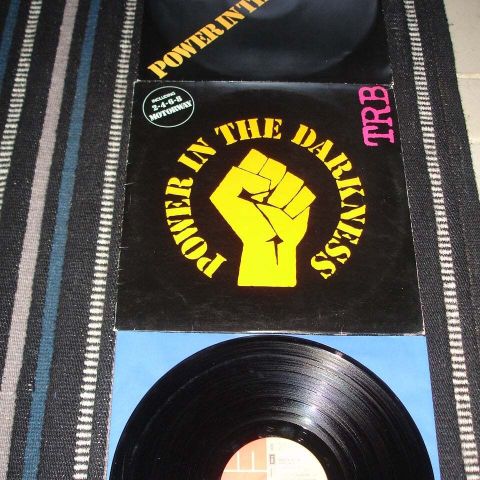 POWER IN THE
INCLUDING
2-4-6-8
MOTORWAY
TRB
POWER IN THE DARKNESS